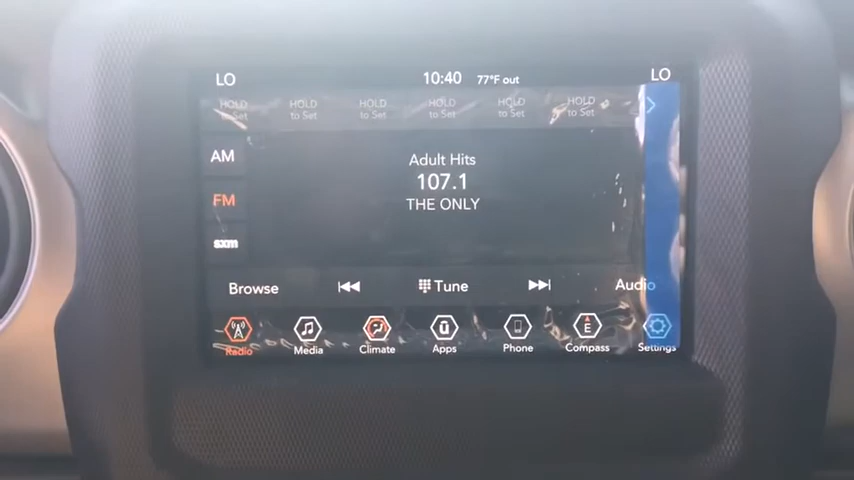 LO 10:40 77°F out LO
HOLD HOLD HOLD HOLD HOLD HOLD
to Set to Set to Set to Set to Set to Set
AM
Adult Hits
107.1
THE ONLY
FM
sxm
Browse Tune Audio
E
Radio Media Climate Apps Phone Compass Settings